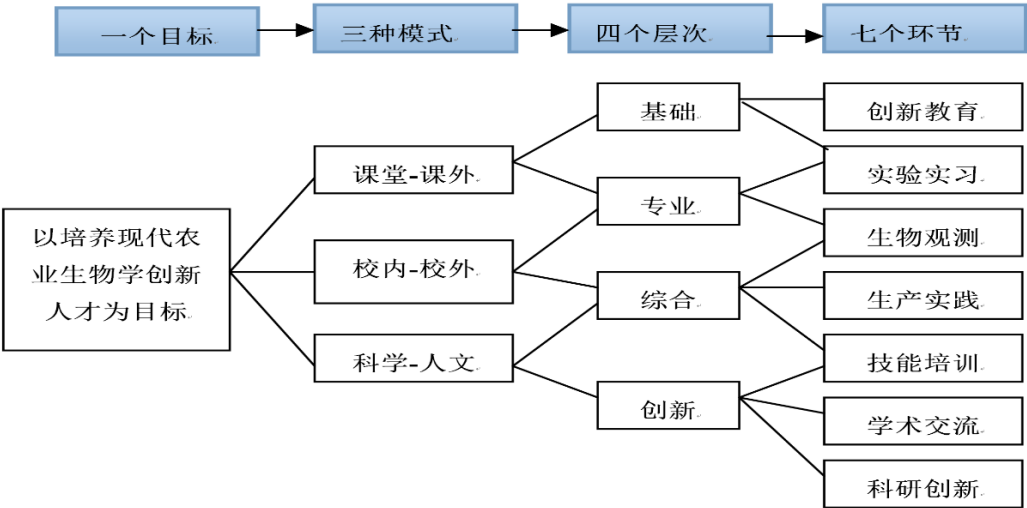 一个目标
三种模式
四个层次
七个环节
以培养现代农
业生物学创新
人才为目标
课堂-课外
校内-校外
科学-人文
基础
专业
综合
创新
创新教育
实验实习
生物观测
生产实践
技能培训
学术交流
科研创新